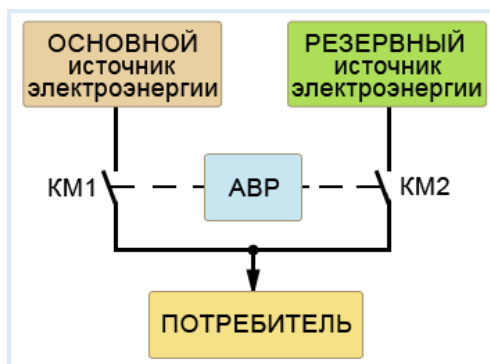 ОСНОВНОЙ
источник
электроэнергии
РЕЗЕРВНЫЙ
источник
электроэнергии
КМ1
АВР
КМ2
ПОТРЕБИТЕЛЬ